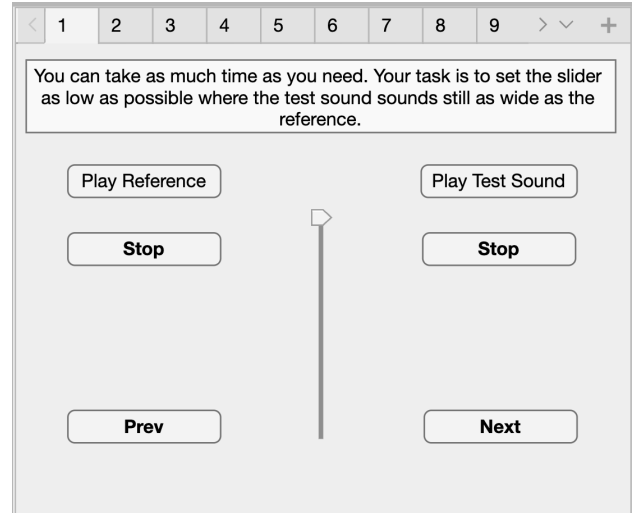 1 2 3 4 5 6 7 8 9
You can take as much time as you need. Your task is to set the slider
as low as possible where the test sound sounds still as wide as the
reference.
Play Reference Play Test Sound
Stop Stop
Prev Next